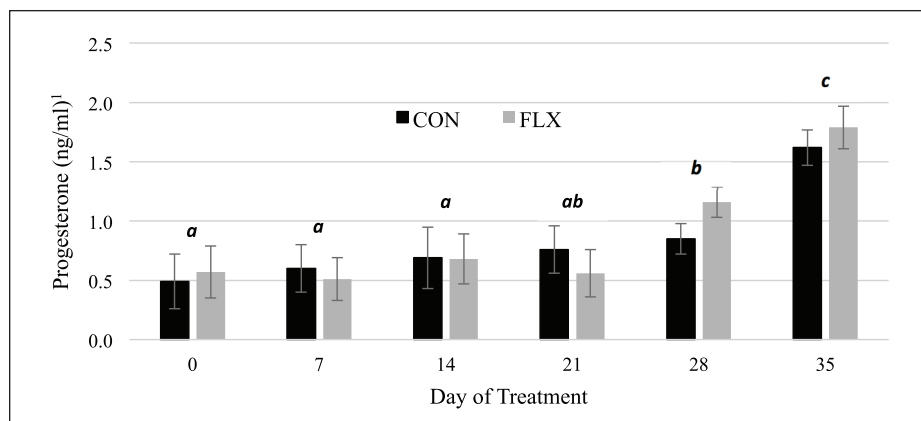 2.5
2.0
1.5
1.0
0.5
0.0
Progesterone (ng/ml)¹
CON FLX
a a a ab b c
0 7 14 21 28 35
Day of Treatment